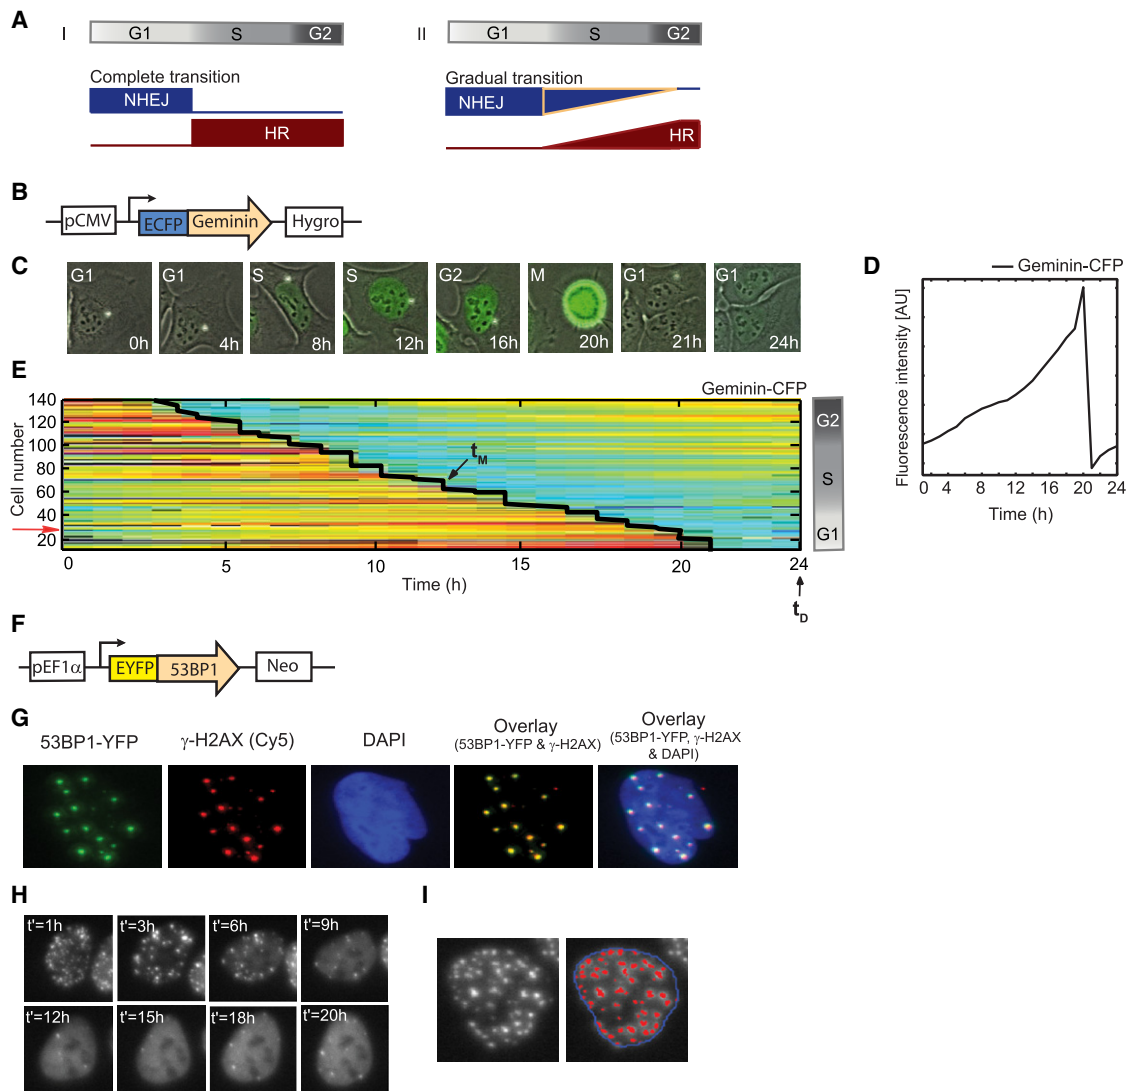 A
I
G1 S G2
Complete transition
NHEJ
HR
II
G1 S G2
Gradual transition
NHEJ
HR
B
pCMV ECFP Geminin Hygro
C
G1 0h
G1 4h
S 8h
S 12h
G2 16h
M 20h
G1 21h
G1 24h
D
Geminin-CFP
Fluorescence intensity [AU]
0 4 8 12 16 20 24
Time (h)
E
Geminin-CFP
Cell number
140
120
100
80
60
40
20
tM
0 5 10 15 20 24
Time (h)
tD
G2
S
G1
F
pEF1α EYFP 53BP1 Neo
G
53BP1-YFP
γ-H2AX (Cy5)
DAPI
Overlay
(53BP1-YFP & γ-H2AX)
Overlay
(53BP1-YFP, γ-H2AX
& DAPI)
H
t'=1h t'=3h t'=6h t'=9h
t'=12h t'=15h t'=18h t'=20h
I